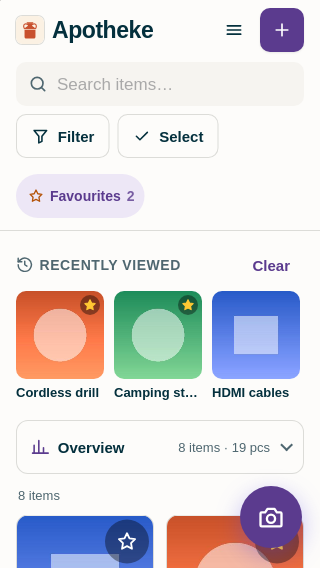 Apotheke
Search items…
Filter
Select
Favourites 2
RECENTLY VIEWED
Clear
Cordless drill
Camping st…
HDMI cables
Overview
8 items · 19 pcs
8 items